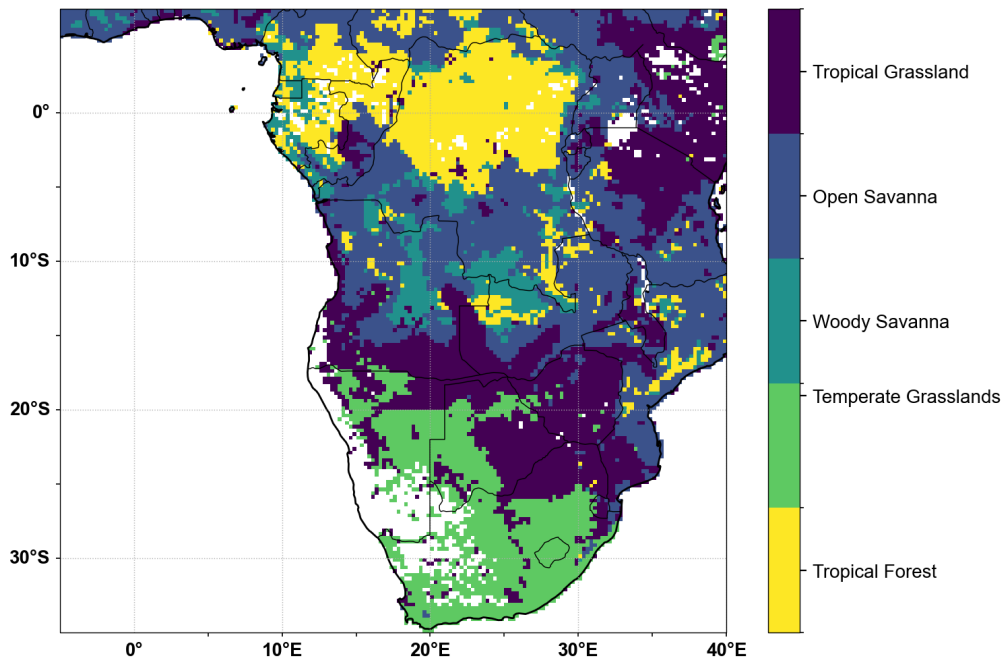 0°
10°S
20°S
30°S
0°
10°E
20°E
30°E
40°E
Tropical Grassland
Open Savanna
Woody Savanna
Temperate Grasslands
Tropical Forest